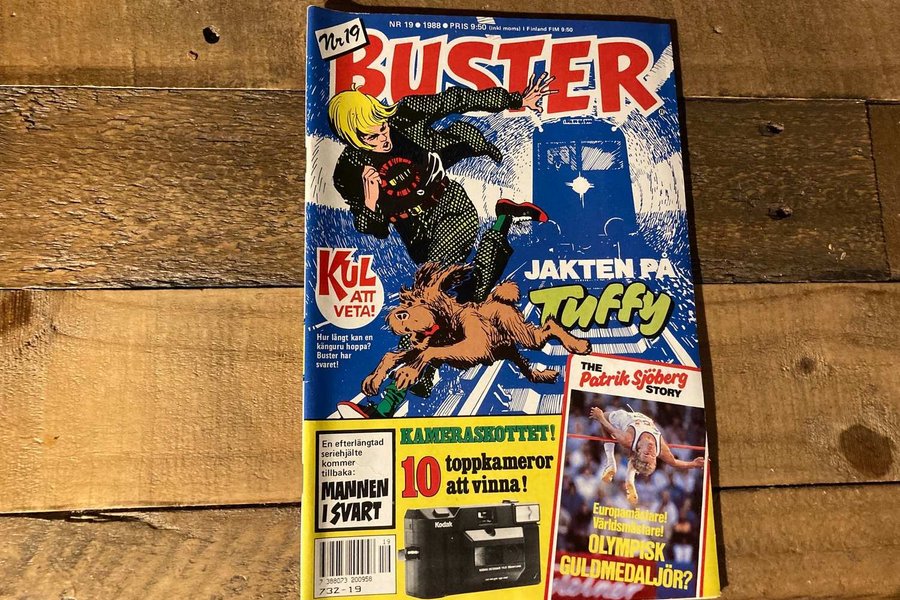 Nr 19
NR 19 ● 1988 ● PRIS 9:50 (inkl moms) I Finland FIM 9:50
BUSTER
KUL
ATT
VETA!
Hur långt kan en
känguru hoppa?
Buster har
svaret!
JAKTEN PÅ
Tuffy
THE
Patrik Sjöberg
STORY
Europamästare!
Världsmästare!
OLYMPISK
GULDMEDALJÖR?
KAMERASKOTTET!
10 toppkameror
att vinna!
Kodak
En efterlängtad
seriehjälte
kommer
tillbaka:
MANNEN
I SVART
19
7 388073 200958
732-19